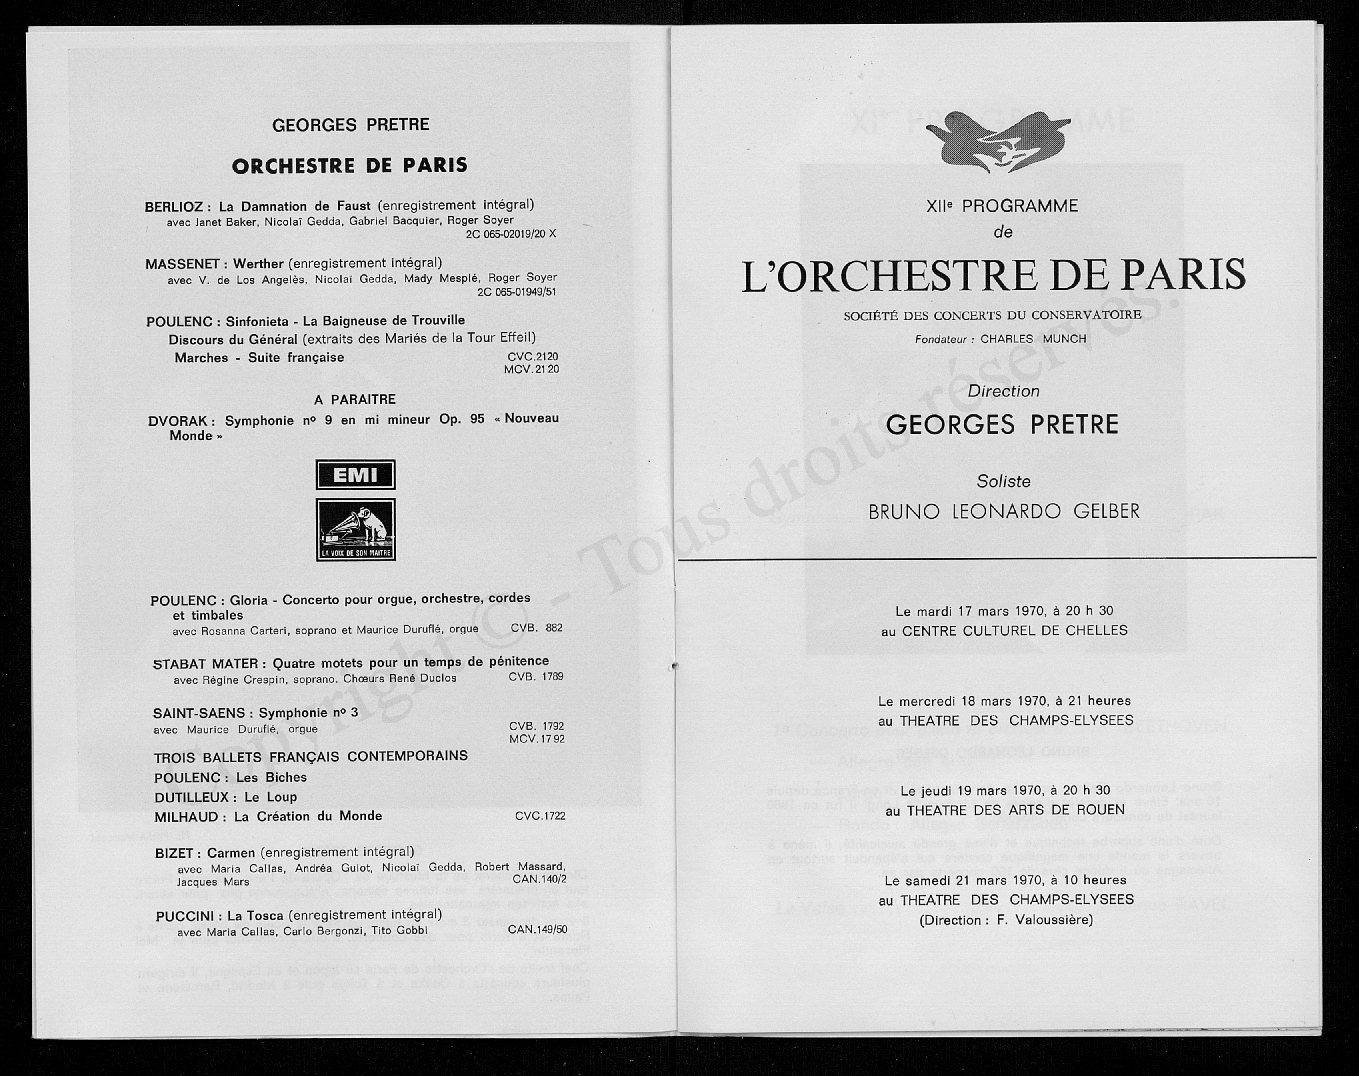 GEORGES PRETRE
ORCHESTRE DE PARIS
BERLIOZ : La Damnation de Faust (enregistrement intégral)
avec Janet Baker, Nicolaï Gedda, Gabriel Bacquier, Roger Soyer
2C 065-02019/20 X
MASSENET : Werther (enregistrement intégral)
avec V. de Los Angelès, Nicolaï Gedda, Mady Mesplé, Roger Soyer
2C 065-01949/51
POULENC : Sinfonieta - La Baigneuse de Trouville
Discours du Général (extraits des Mariés de la Tour Effeil)
Marches - Suite française CVC.2120
MCV.2120
A PARAITRE
DVORAK : Symphonie nº 9 en mi mineur Op. 95 « Nouveau
Monde »
EMI
LA VOIX DE SON MAITRE
POULENC : Gloria - Concerto pour orgue, orchestre, cordes
et timbales
avec Rosanna Carteri, soprano et Maurice Duruflé, orgue CVB. 882
STABAT MATER : Quatre motets pour un temps de pénitence
avec Régine Crespin, soprano. Chœurs René Duclos CVB. 1789
SAINT-SAENS : Symphonie nº 3
avec Maurice Duruflé, orgue CVB. 1792
MCV.1792
TROIS BALLETS FRANÇAIS CONTEMPORAINS
POULENC : Les Biches
DUTILLEUX : Le Loup
MILHAUD : La Création du Monde CVC.1722
BIZET : Carmen (enregistrement intégral)
avec Maria Callas, Andréa Guiot, Nicolaï Gedda, Robert Massard,
Jacques Mars CAN.140/2
PUCCINI : La Tosca (enregistrement intégral)
avec Maria Callas, Carlo Bergonzi, Tito Gobbi CAN.149/50
XIIe PROGRAMME
de
L'ORCHESTRE DE PARIS
SOCIÉTÉ DES CONCERTS DU CONSERVATOIRE
Fondateur : CHARLES MUNCH
Direction
GEORGES PRETRE
Soliste
BRUNO LEONARDO GELBER
Le mardi 17 mars 1970, à 20 h 30
au CENTRE CULTUREL DE CHELLES
Le mercredi 18 mars 1970, à 21 heures
au THEATRE DES CHAMPS-ELYSEES
Le jeudi 19 mars 1970, à 20 h 30
au THEATRE DES ARTS DE ROUEN
Le samedi 21 mars 1970, à 10 heures
au THEATRE DES CHAMPS-ELYSEES
(Direction : F. Valoussière)
Copyright © - Tous droits réservés.